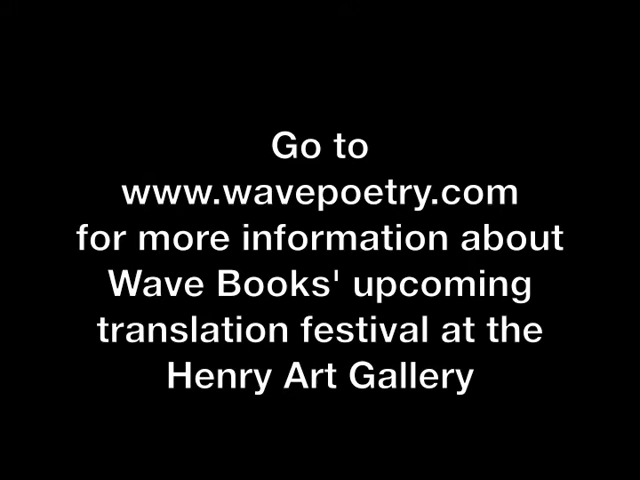 Go to
www.wavepoetry.com
for more information about
Wave Books' upcoming
translation festival at the
Henry Art Gallery